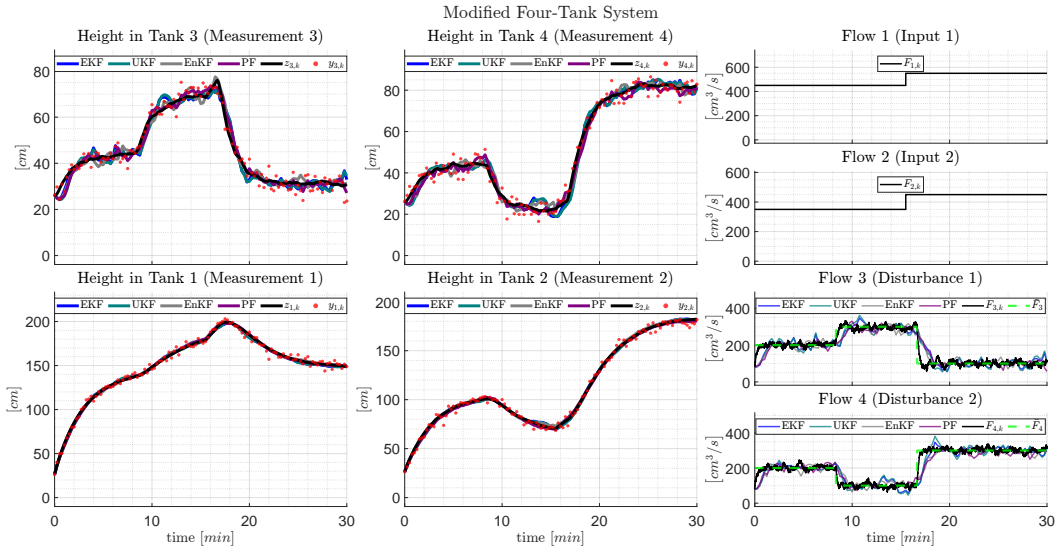 Modified Four-Tank System
Height in Tank 3 (Measurement 3)
EKF UKF EnKF PF z3,k y3,k
80
60
40
20
0
[cm]
Height in Tank 4 (Measurement 4)
EKF UKF EnKF PF z4,k y4,k
80
60
40
20
0
[cm]
Flow 1 (Input 1)
F1,k
600
400
200
0
[cm³/s]
Flow 2 (Input 2)
F2,k
600
400
200
0
[cm³/s]
Height in Tank 1 (Measurement 1)
EKF UKF EnKF PF z1,k y1,k
200
150
100
50
0
[cm]
0 10 20 30
time [min]
Height in Tank 2 (Measurement 2)
EKF UKF EnKF PF z2,k y2,k
200
150
100
50
0
[cm]
0 10 20 30
time [min]
Flow 3 (Disturbance 1)
EKF UKF EnKF PF F3,k F̄3
400
200
0
[cm³/s]
Flow 4 (Disturbance 2)
EKF UKF EnKF PF F4,k F̄4
400
200
0
[cm³/s]
0 10 20 30
time [min]